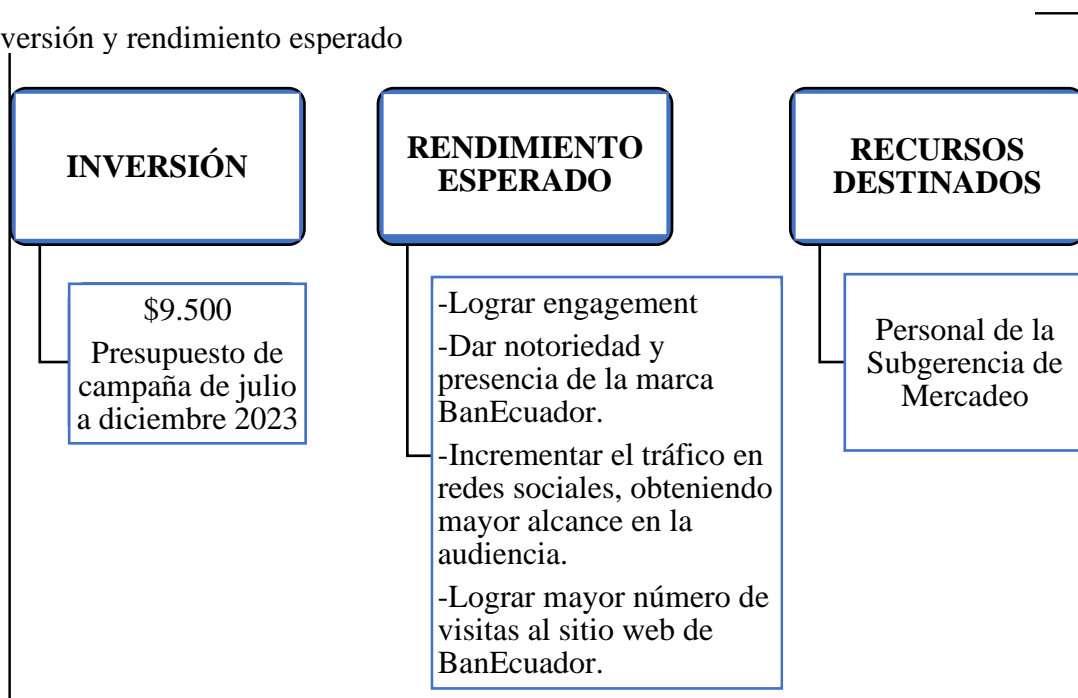 versión y rendimiento esperado
INVERSIÓN
$9.500
Presupuesto de
campaña de julio
a diciembre 2023
RENDIMIENTO
ESPERADO
-Lograr engagement
-Dar notoriedad y
presencia de la marca
BanEcuador.
-Incrementar el tráfico en
redes sociales, obteniendo
mayor alcance en la
audiencia.
-Lograr mayor número de
visitas al sitio web de
BanEcuador.
RECURSOS
DESTINADOS
Personal de la
Subgerencia de
Mercadeo